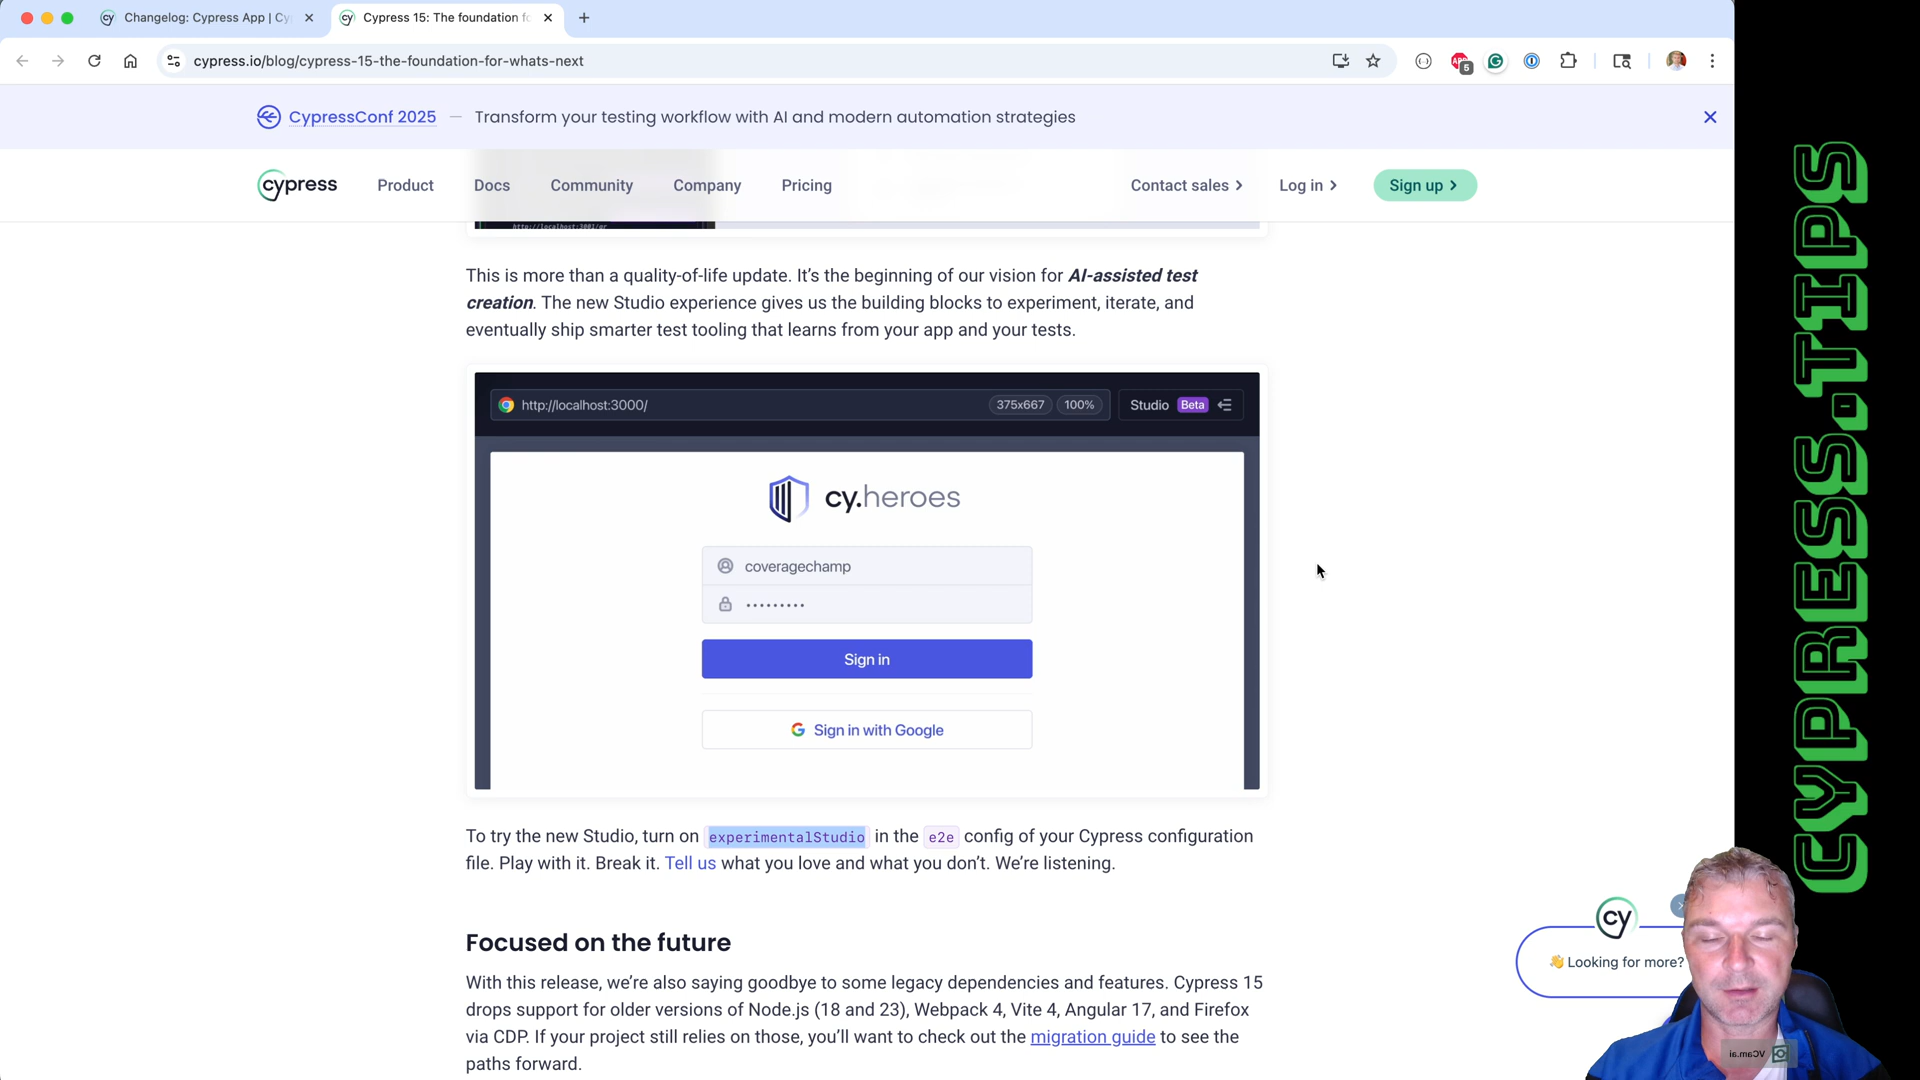 Changelog: Cypress App | Cy
Cypress 15: The foundation fo
cypress.io/blog/cypress-15-the-foundation-for-whats-next
5
CypressConf 2025 — Transform your testing workflow with AI and modern automation strategies
cypress
Product
Docs
Community
Company
Pricing
Contact sales
Log in
Sign up
http://localhost:3001/gr
This is more than a quality-of-life update. It’s the beginning of our vision for AI-assisted test
creation. The new Studio experience gives us the building blocks to experiment, iterate, and
eventually ship smarter test tooling that learns from your app and your tests.
http://localhost:3000/
375x667
100%
Studio Beta
cy.heroes
coveragechamp
•••••••••
Sign in
Sign in with Google
To try the new Studio, turn on experimentalStudio in the e2e config of your Cypress configuration
file. Play with it. Break it. Tell us what you love and what you don’t. We’re listening.
Focused on the future
With this release, we’re also saying goodbye to some legacy dependencies and features. Cypress 15
drops support for older versions of Node.js (18 and 23), Webpack 4, Vite 4, Angular 17, and Firefox
via CDP. If your project still relies on those, you’ll want to check out the migration guide to see the
paths forward.
cy
👋 Looking for more?
CYPRESS.TIPS
VCam.ai